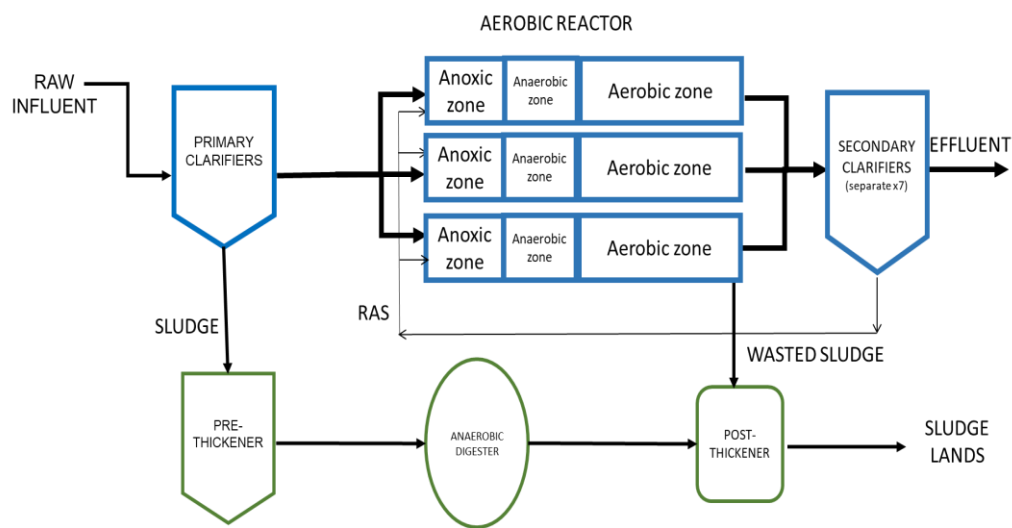 AEROBIC REACTOR
RAW
INFLUENT
PRIMARY
CLARIFIERS
Anoxic
zone
Anaerobic
zone
Aerobic zone
Anoxic
zone
Anaerobic
zone
Aerobic zone
Anoxic
zone
Anaerobic
zone
Aerobic zone
SECONDARY
CLARIFIERS
(separate x7)
EFFLUENT
SLUDGE
RAS
WASTED SLUDGE
PRE-
THICKENER
ANAEROBIC
DIGESTER
POST-
THICKENER
SLUDGE
LANDS